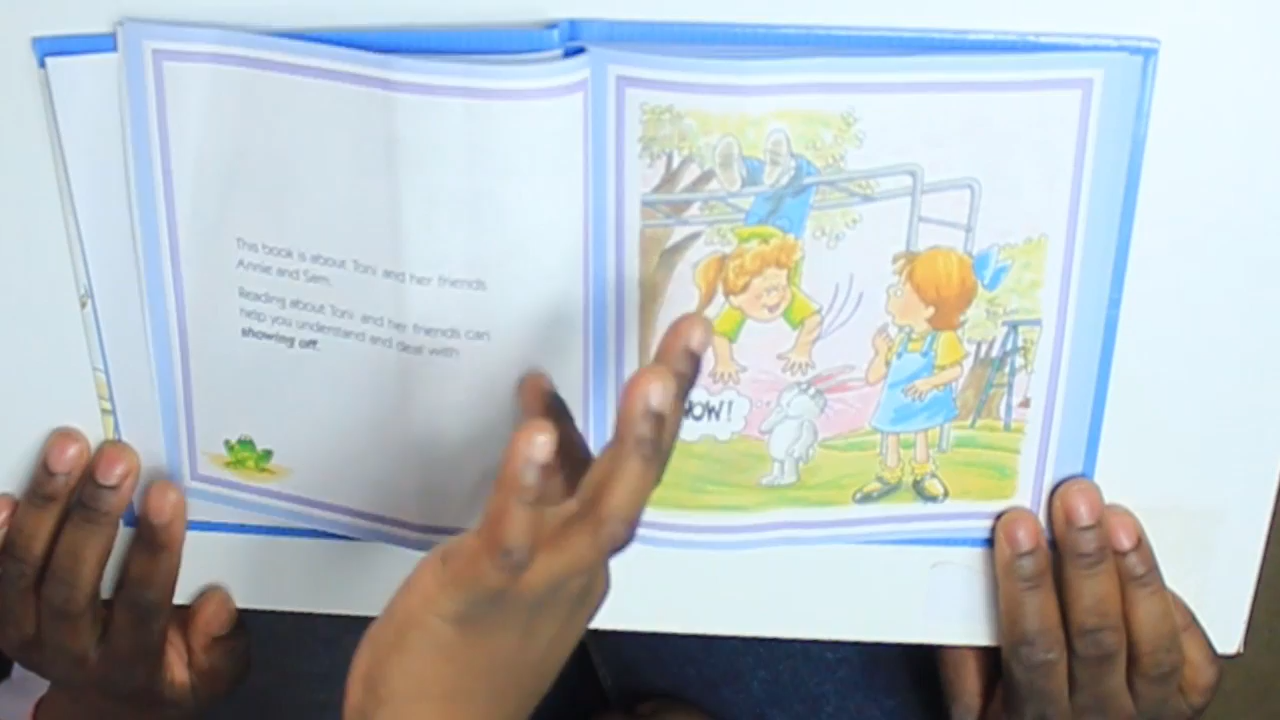 This book is about Toni and her friends
Annie and Sam.
Reading about Toni and her friends can
help you understand and deal with
showing off.
WOW!